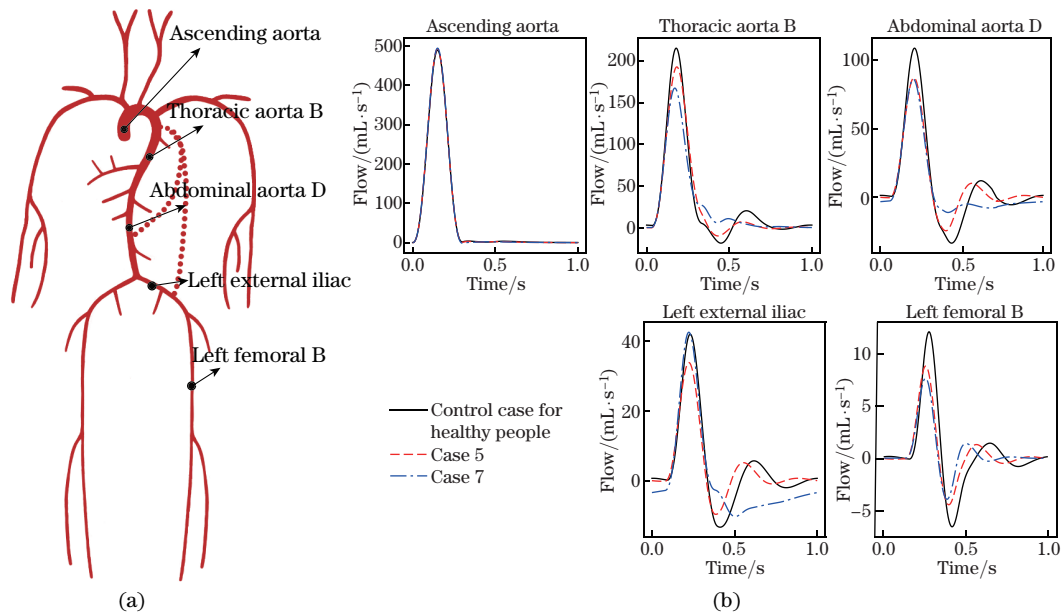 Ascending aorta
Thoracic aorta B
Abdominal aorta D
Left external iliac
Left femoral B
(a)
Ascending aorta
Flow/(mL·s⁻¹)
500
400
300
200
100
0
0.0 0.5 1.0
Time/s
Thoracic aorta B
Flow/(mL·s⁻¹)
200
150
100
50
0
0.0 0.5 1.0
Time/s
Abdominal aorta D
Flow/(mL·s⁻¹)
100
50
0
0.0 0.5 1.0
Time/s
Control case for
healthy people
Case 5
Case 7
Left external iliac
Flow/(mL·s⁻¹)
40
20
0
0.0 0.5 1.0
Time/s
Left femoral B
Flow/(mL·s⁻¹)
10
5
0
−5
0.0 0.5 1.0
Time/s
(b)